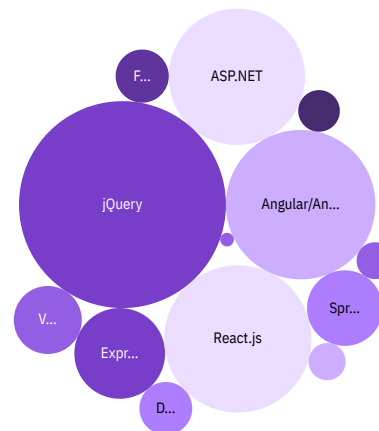 F...
ASP.NET
jQuery
Angular/An...
Spr...
V...
React.js
Expr...
D...